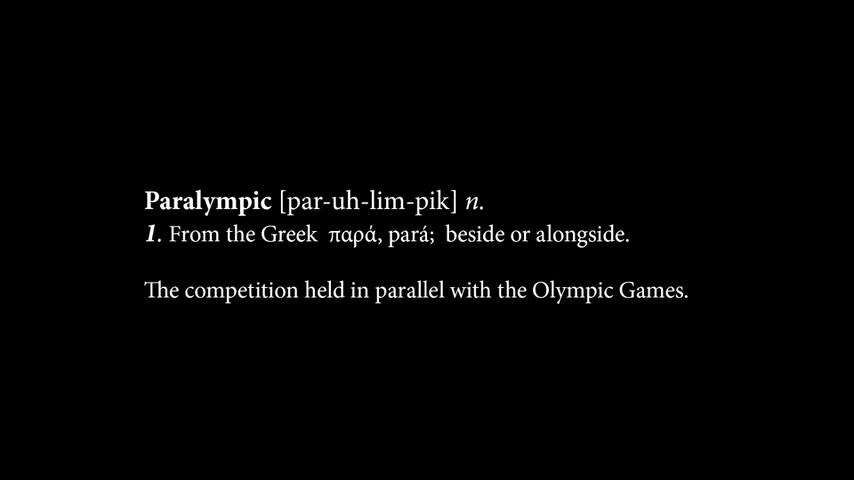 Paralympic [par-uh-lim-pik] n.
1. From the Greek παρά, pará; beside or alongside.
The competition held in parallel with the Olympic Games.